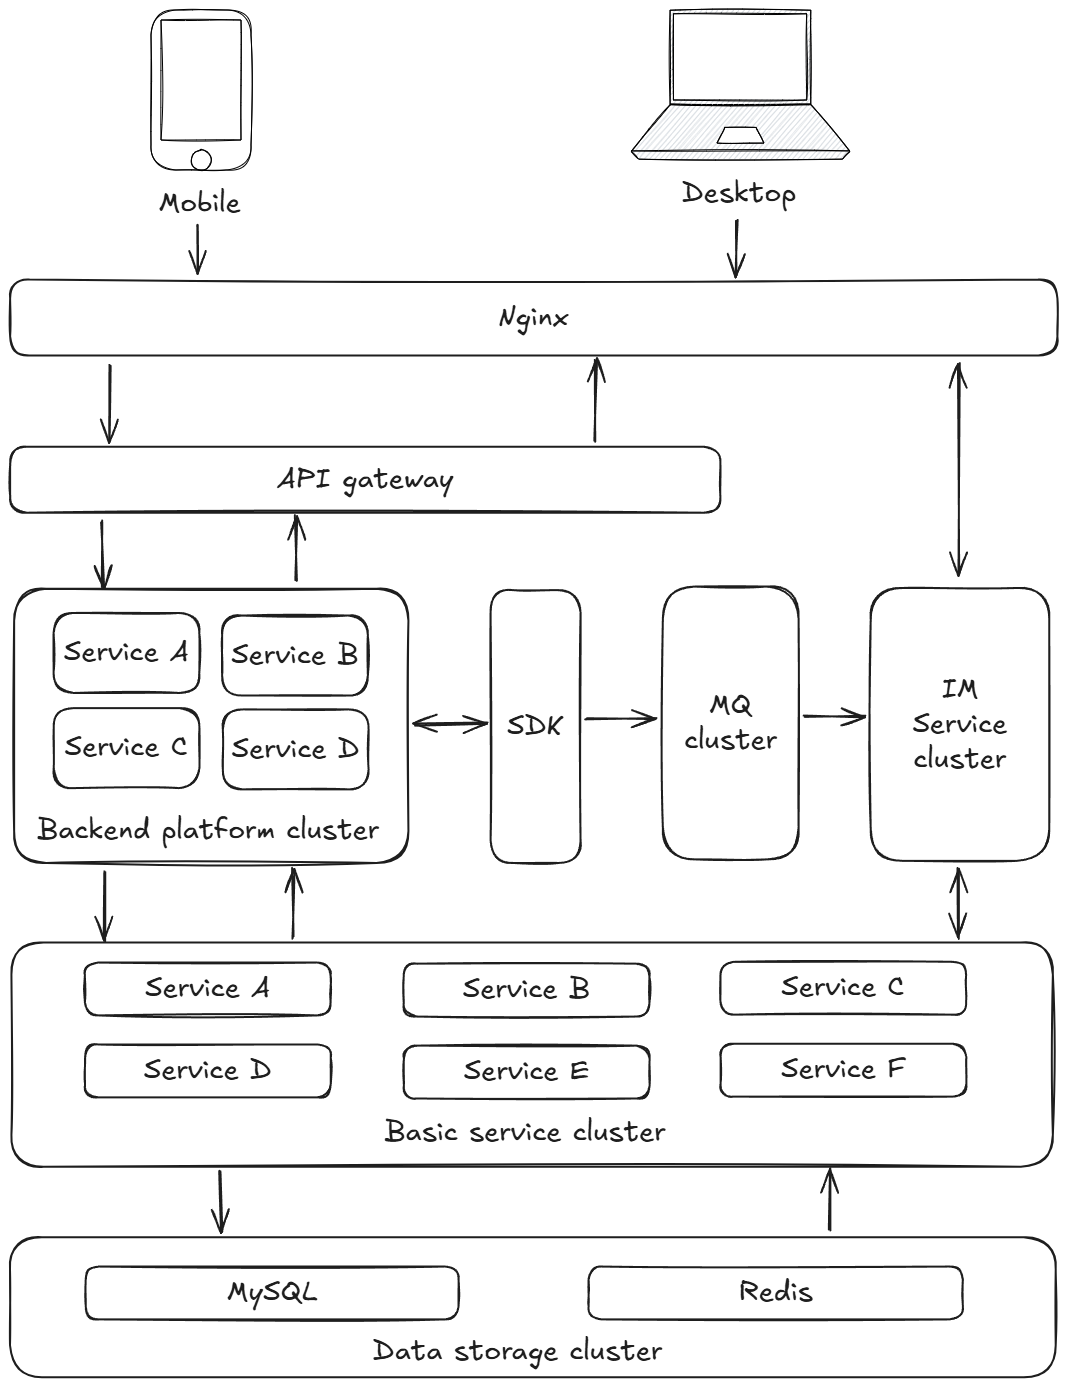 Mobile
Desktop
Nginx
API gateway
Service A
Service B
Service C
Service D
Backend platform cluster
SDK
MQ
cluster
IM
Service
cluster
Service A
Service B
Service C
Service D
Service E
Service F
Basic service cluster
MySQL
Redis
Data storage cluster